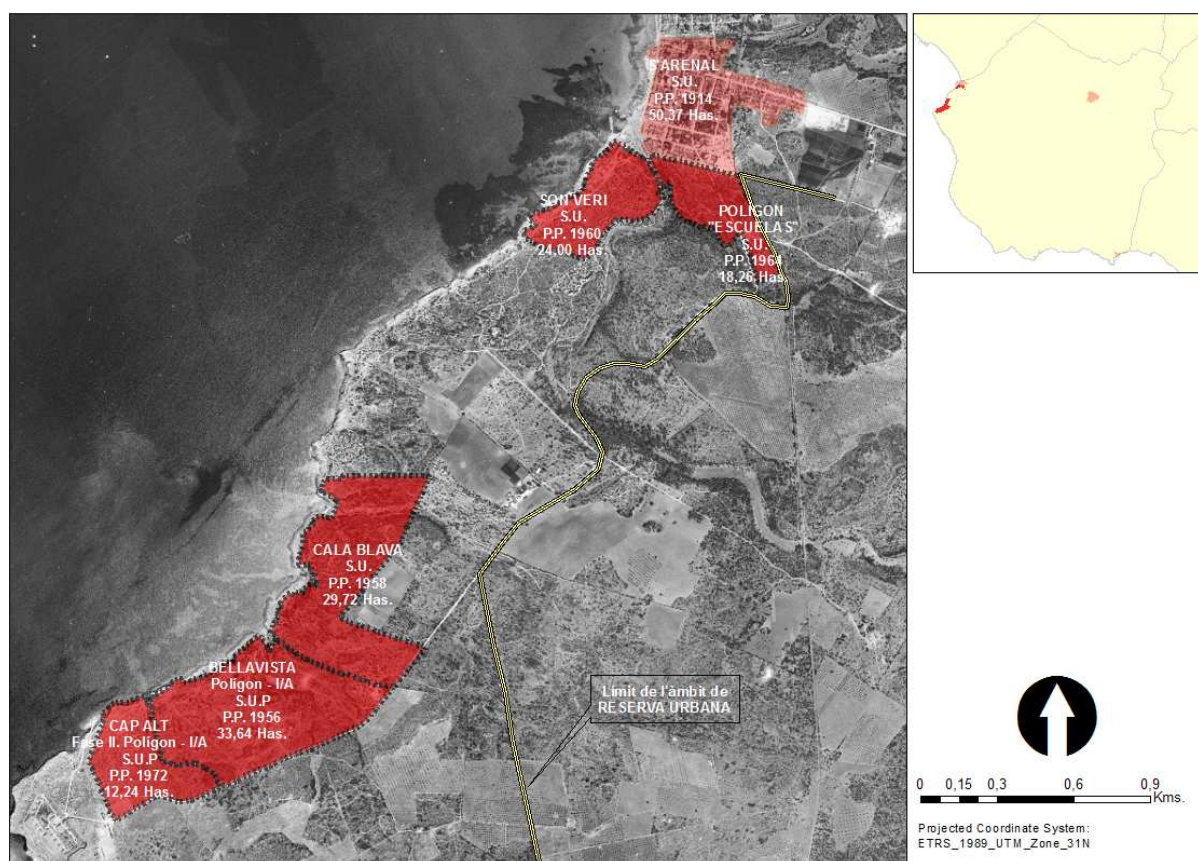 s'ARENAL
S.U.
P.P. 1914
50,37 Has.
SON VERI
S.U.
P.P. 1960
24,00 Has.
POLIGON
"ESCUELAS"
S.U.
P.P. 1964
18,26 Has.
CALA BLAVA
S.U.
P.P. 1958
29,72 Has.
BELLAVISTA
Poligon - I/A
S.U.P
P.P. 1956
33,64 Has.
CAP ALT
Fase II. Poligon - I/A
S.U.P
P.P. 1972
12,24 Has.
Límit de l'àmbit de
RESERVA URBANA
0 0,15 0,3 0,6 0,9
Kms.
Projected Coordinate System:
ETRS_1989_UTM_Zone_31N